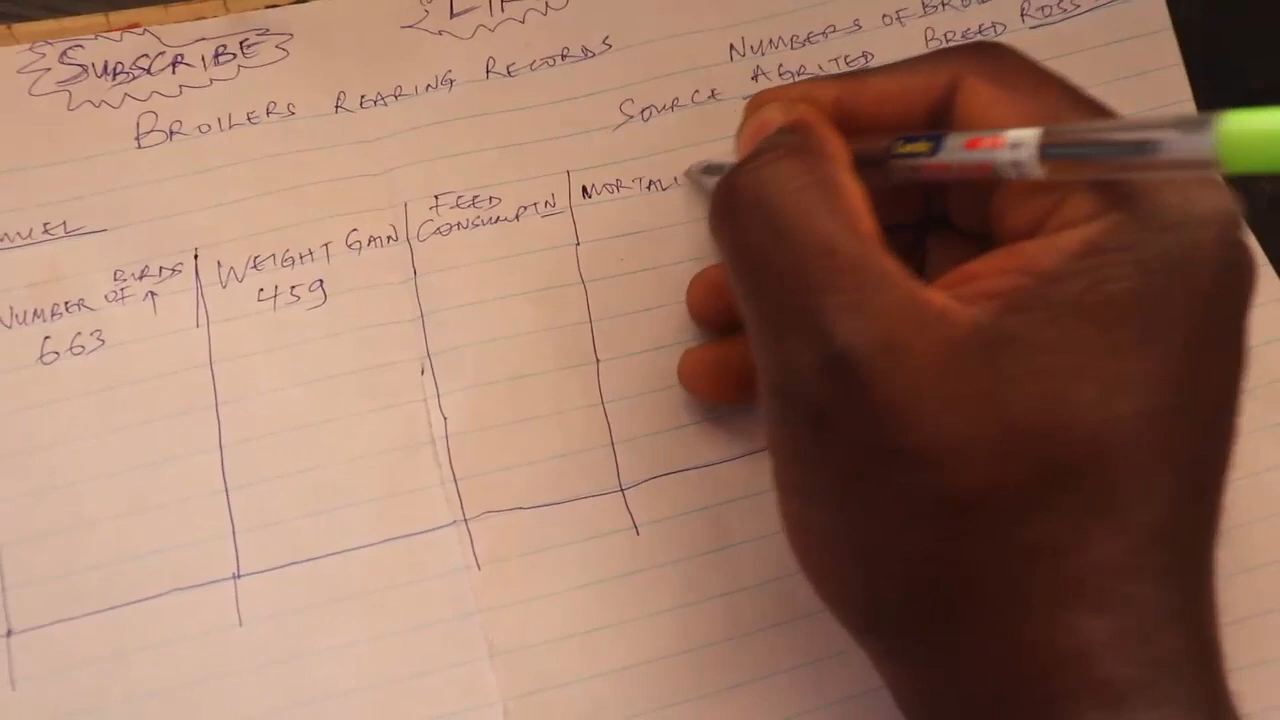 SUBSCRIBE
BROILERS REARING RECORDS
NUMBERS OF
SOURCE AGRITED BREED ROSS
NUMBER OF BIRDS
663
WEIGHT GAIN
459
FEED
CONSUMPTN
MORTALI